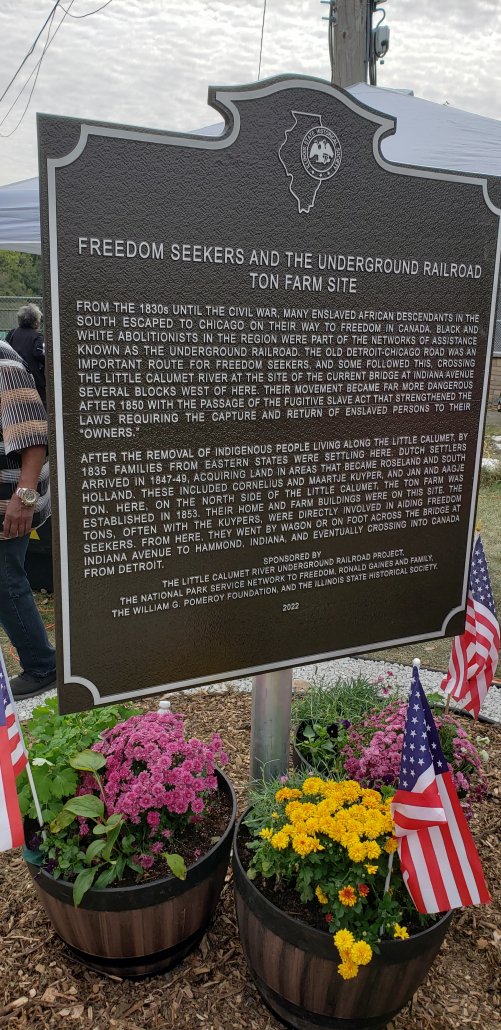 FREEDOM SEEKERS AND THE UNDERGROUND RAILROAD
TON FARM SITE
FROM THE 1830s UNTIL THE CIVIL WAR, MANY ENSLAVED AFRICAN DESCENDANTS IN THE
SOUTH ESCAPED TO CHICAGO ON THEIR WAY TO FREEDOM IN CANADA. BLACK AND
WHITE ABOLITIONISTS IN THE REGION WERE PART OF THE NETWORKS OF ASSISTANCE
KNOWN AS THE UNDERGROUND RAILROAD. THE OLD DETROIT-CHICAGO ROAD WAS AN
IMPORTANT ROUTE FOR FREEDOM SEEKERS, AND SOME FOLLOWED THIS, CROSSING
THE LITTLE CALUMET RIVER AT THE SITE OF THE CURRENT BRIDGE AT INDIANA AVENUE
SEVERAL BLOCKS WEST OF HERE. THEIR MOVEMENT BECAME FAR MORE DANGEROUS
AFTER 1850 WITH THE PASSAGE OF THE FUGITIVE SLAVE ACT THAT STRENGTHENED THE
LAWS REQUIRING THE CAPTURE AND RETURN OF ENSLAVED PERSONS TO THEIR
"OWNERS."
AFTER THE REMOVAL OF INDIGENOUS PEOPLE LIVING ALONG THE LITTLE CALUMET, BY
1835 FAMILIES FROM EASTERN STATES WERE SETTLING HERE. DUTCH SETTLERS
ARRIVED IN 1847-49, ACQUIRING LAND IN AREAS THAT BECAME ROSELAND AND SOUTH
HOLLAND. THESE INCLUDED CORNELIUS AND MAARTJE KUYPER, AND JAN AND AAGJE
TON. HERE, ON THE NORTH SIDE OF THE LITTLE CALUMET, THE TON FARM WAS
ESTABLISHED IN 1853. THEIR HOME AND FARM BUILDINGS WERE ON THIS SITE. THE
TONS, OFTEN WITH THE KUYPERS, WERE DIRECTLY INVOLVED IN AIDING FREEDOM
SEEKERS. FROM HERE, THEY WENT BY WAGON OR ON FOOT ACROSS THE BRIDGE AT
INDIANA AVENUE TO HAMMOND, INDIANA, AND EVENTUALLY CROSSING INTO CANADA
FROM DETROIT.
SPONSORED BY
THE LITTLE CALUMET RIVER UNDERGROUND RAILROAD PROJECT,
THE NATIONAL PARK SERVICE NETWORK TO FREEDOM, RONALD GAINES AND FAMILY,
THE WILLIAM G. POMEROY FOUNDATION, AND THE ILLINOIS STATE HISTORICAL SOCIETY.
2022